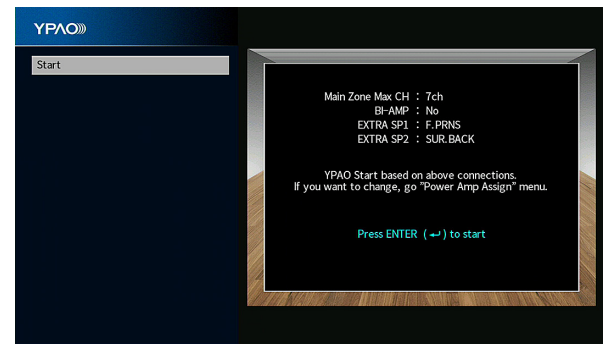 YPAO
Start
Main Zone Max CH : 7ch
BI-AMP : No
EXTRA SP1 : F.PRNS
EXTRA SP2 : SUR.BACK
YPAO Start based on above connections.
If you want to change, go "Power Amp Assign" menu.
Press ENTER (↵) to start